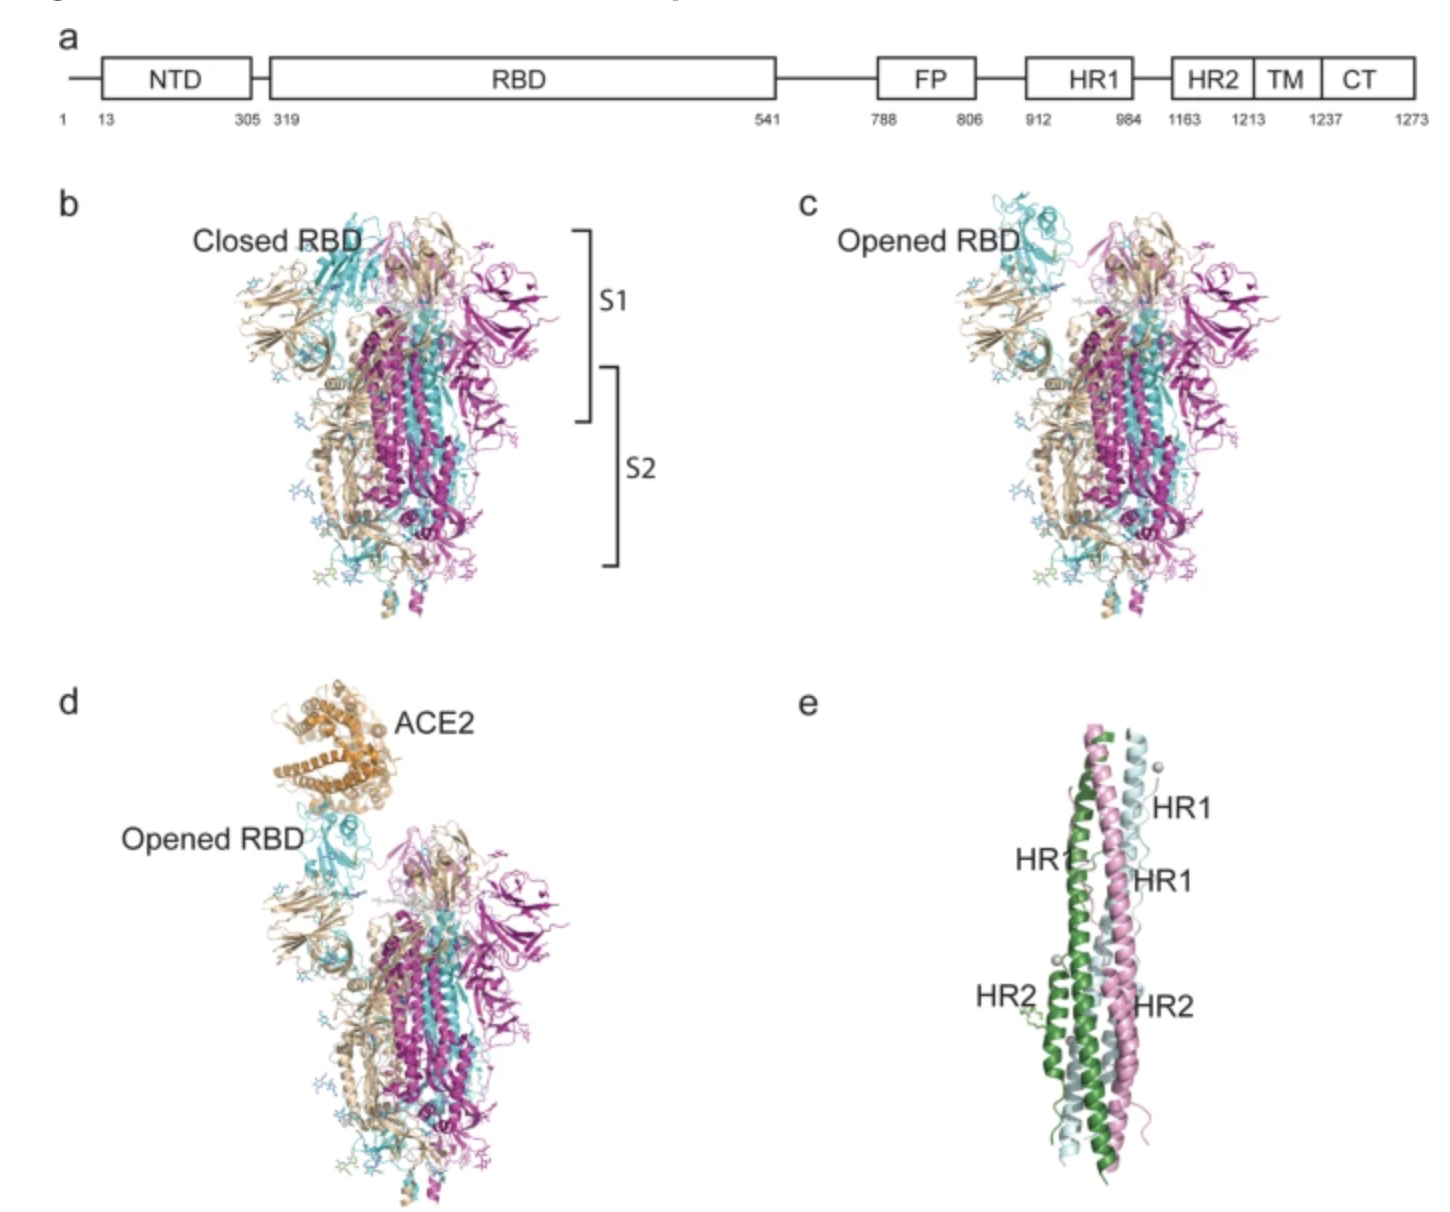 a
NTD RBD FP HR1 HR2 TM CT
1 13 305 319 541 788 806 912 984 1163 1213 1237 1273
b
Closed RBD
S1
S2
c
Opened RBD
d
ACE2
Opened RBD
e
HR1
HR1
HR1
HR2
HR2